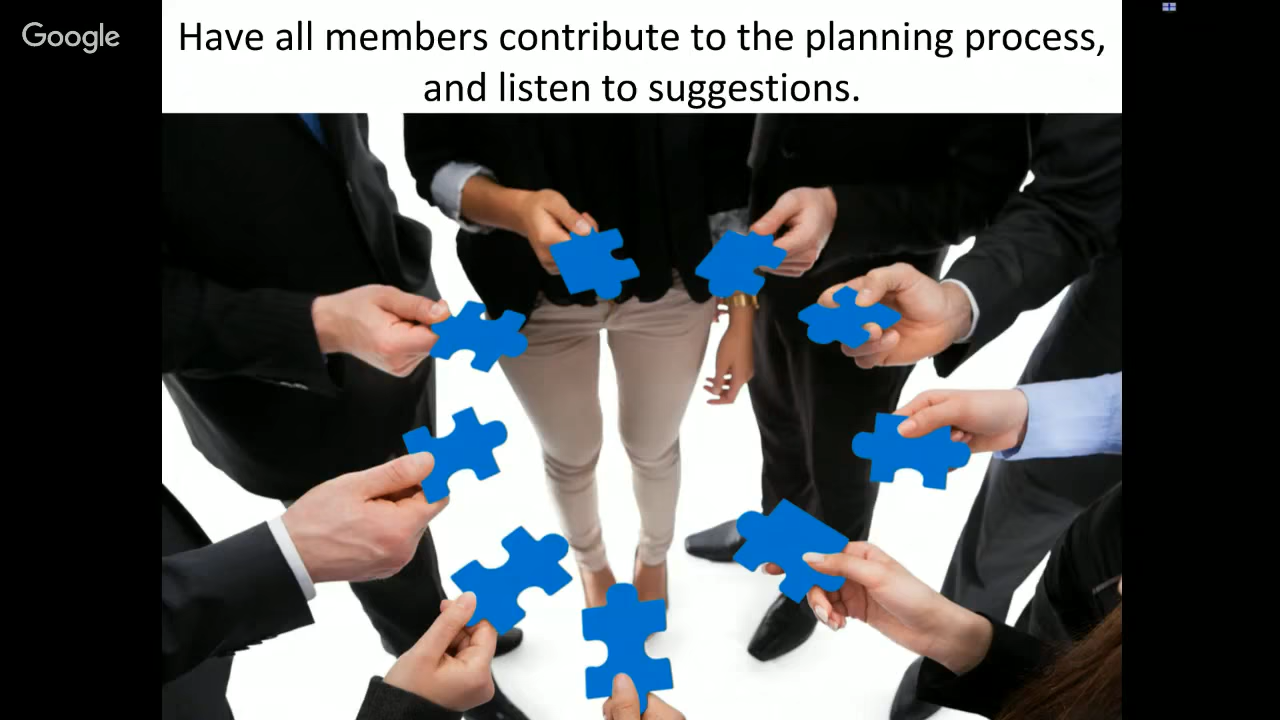 Google
Have all members contribute to the planning process,
and listen to suggestions.